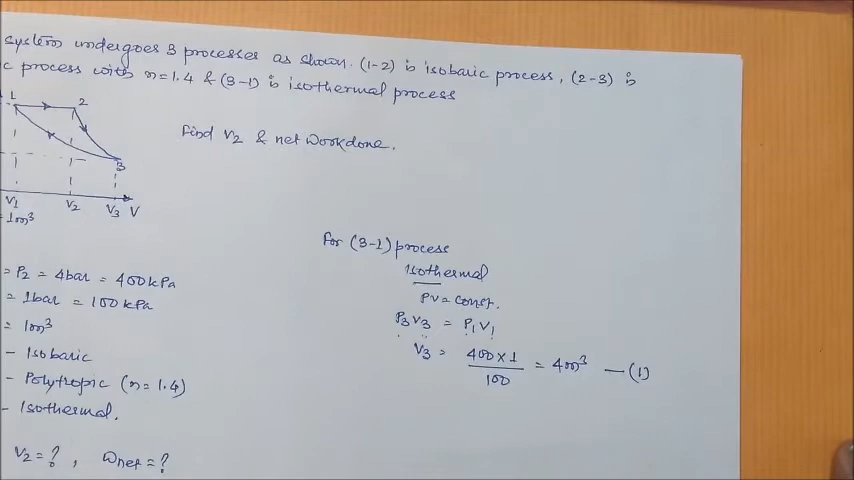 system undergoes 3 processes as shown. (1-2) is isobaric process, (2-3) is
c process with n=1.4 & (3-1) is isothermal process
1
2
3
V1 V2 V3 V
= 1m³
Find V2 & net workdone.
= P2 = 4bar = 400kPa
= 1bar = 100kPa
= 1m³
- Isobaric
- Polytropic (n=1.4)
- Isothermal.
V2 = ? , Wnet = ?
For (3-1) process
Isothermal
PV = const.
P3V3 = P1V1
V3 = 400×1 / 100 = 4m³ — (1)